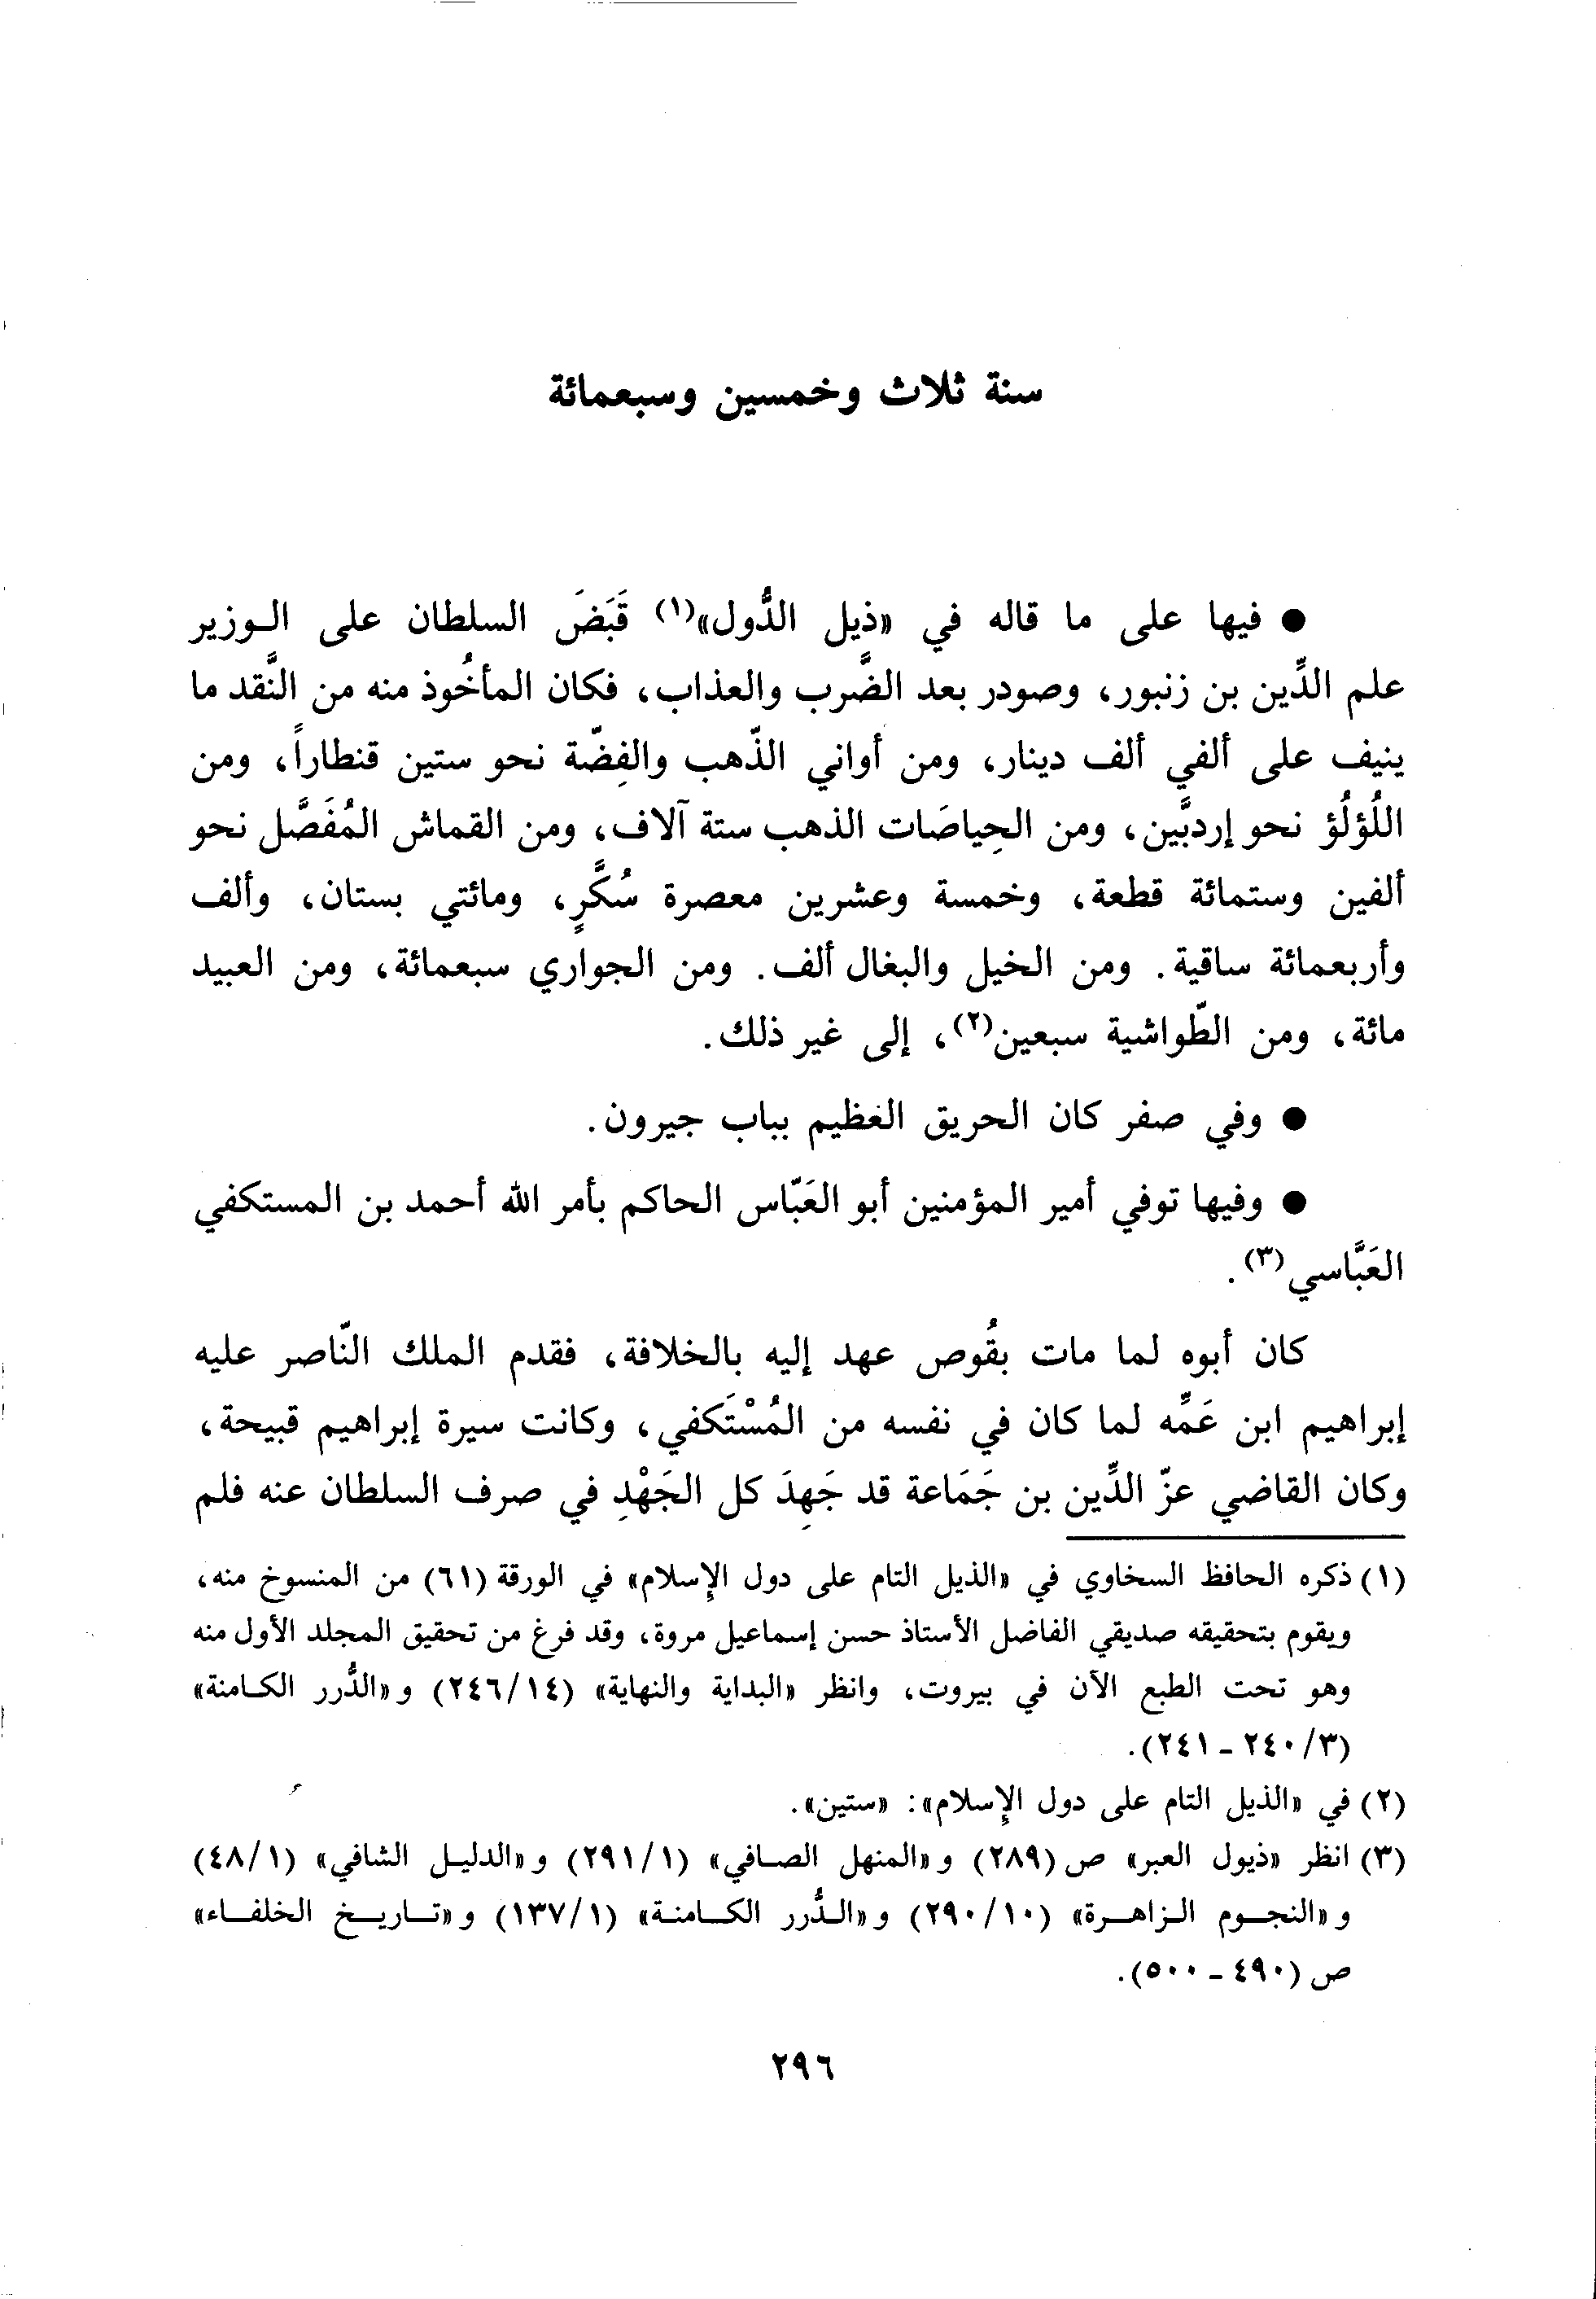 سنة ثلاث وخمسين وسبعمائة
● فيها على ما قاله في «ذيل الدُّول»(١) قَبَضَ السلطان على الـوزير
علم الدِّين بن زنبور، وصودر بعد الضَّرب والعذاب، فكان المأخُوذ منه من النَّقد ما
ينيف على ألفي ألف دينار، ومن أواني الذّهب والفِضّة نحو ستين قنطاراً، ومن
اللُؤلُؤ نحو إردبَّين، ومن الحِياصَات الذهب ستة آلاف، ومن القماش المُفَصَّل نحو
ألفين وستمائة قطعة، وخمسة وعشرين معصرة سُكَّرٍ، ومائتي بستان، وألف
وأربعمائة ساقية. ومن الخيل والبغال ألف. ومن الجواري سبعمائة، ومن العبيد
مائة، ومن الطّواشية سبعين(٢)، إلى غير ذلك.
● وفي صفر كان الحريق العظيم بباب جيرون.
● وفيها توفي أمير المؤمنين أبو العَبّاس الحاكم بأمر الله أحمد بن المستكفي
العَبَّاسي(٣).
كان أبوه لما مات بقُوص عهد إليه بالخلافة، فقدم الملك النّاصر عليه
إبراهيم ابن عَمِّه لما كان في نفسه من المُسْتَكفي، وكانت سيرة إبراهيم قبيحة،
وكان القاضي عزّ الدِّين بن جَمَاعة قد جَهِدَ كل الجَهْدِ في صرف السلطان عنه فلم
(١) ذكره الحافظ السخاوي في «الذيل التام على دول الإسلام» في الورقة (٦١) من المنسوخ منه،
ويقوم بتحقيقه صديقي الفاضل الأستاذ حسن إسماعيل مروة، وقد فرغ من تحقيق المجلد الأول منه
وهو تحت الطبع الآن في بيروت، وانظر «البداية والنهاية» (٢٤٦/١٤) و«الدُّرر الكـامنة»
(٢٤٠/٣ - ٢٤١).
(٢) في «الذيل التام على دول الإسلام»: «ستين».
(٣) انظر «ذيول العبر» ص (٢٨٩) و«المنهل الصـافي» (٢٩١/١) و«الدليـل الشافي» (٤٨/١)
و«النجـوم الـزاهـرة» (٢٩٠/١٠) و«الـدُّرر الكـامنـة» (١٣٧/١) و«تـاريـخ الخلفـاء»
ص (٤٩٠ - ٥٠٠).
٢٩٦